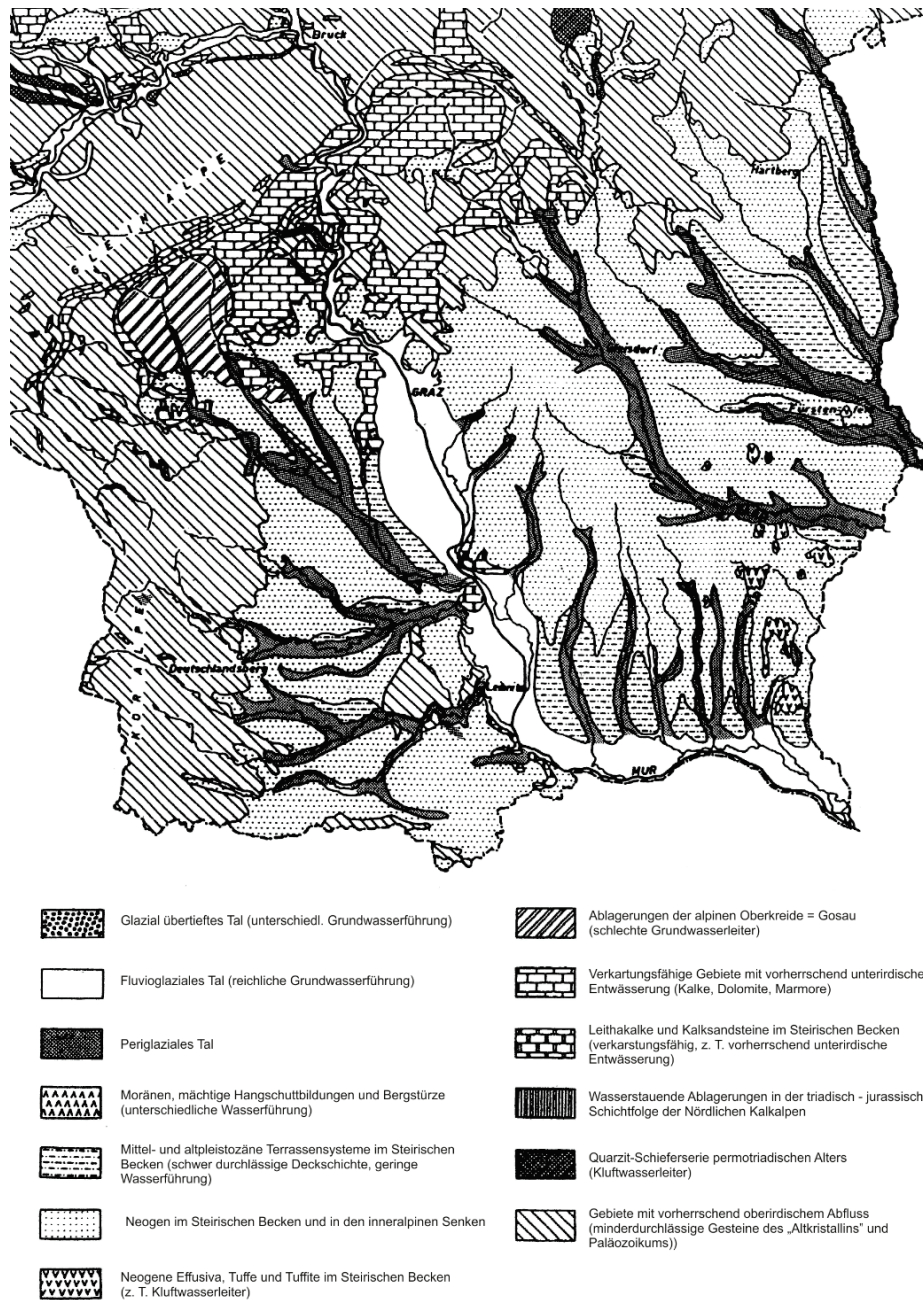 Bruck
Hartberg
GLEIN ALPE
GRAZ
KORALPE
Deutschlandsberg
MUR
Glazial übertieftes Tal (unterschiedl. Grundwasserführung)
Fluvioglaziales Tal (reichliche Grundwasserführung)
Periglaziales Tal
Moränen, mächtige Hangschuttbildungen und Bergstürze
(unterschiedliche Wasserführung)
Mittel- und altpleistozäne Terrassensysteme im Steirischen
Becken (schwer durchlässige Deckschichte, geringe
Wasserführung)
Neogen im Steirischen Becken und in den inneralpinen Senken
Neogene Effusiva, Tuffe und Tuffite im Steirischen Becken
(z. T. Kluftwasserleiter)
Ablagerungen der alpinen Oberkreide = Gosau
(schlechte Grundwasserleiter)
Verkartungsfähige Gebiete mit vorherrschend unterirdische
Entwässerung (Kalke, Dolomite, Marmore)
Leithakalke und Kalksandsteine im Steirischen Becken
(verkarstungsfähig, z. T. vorherrschend unterirdische
Entwässerung)
Wasserstauende Ablagerungen in der triadisch - jurassisch
Schichtfolge der Nördlichen Kalkalpen
Quarzit-Schieferserie permotriadischen Alters
(Kluftwasserleiter)
Gebiete mit vorherrschend oberirdischem Abfluss
(minderdurchlässige Gesteine des „Altkristallins" und
Paläozoikums))